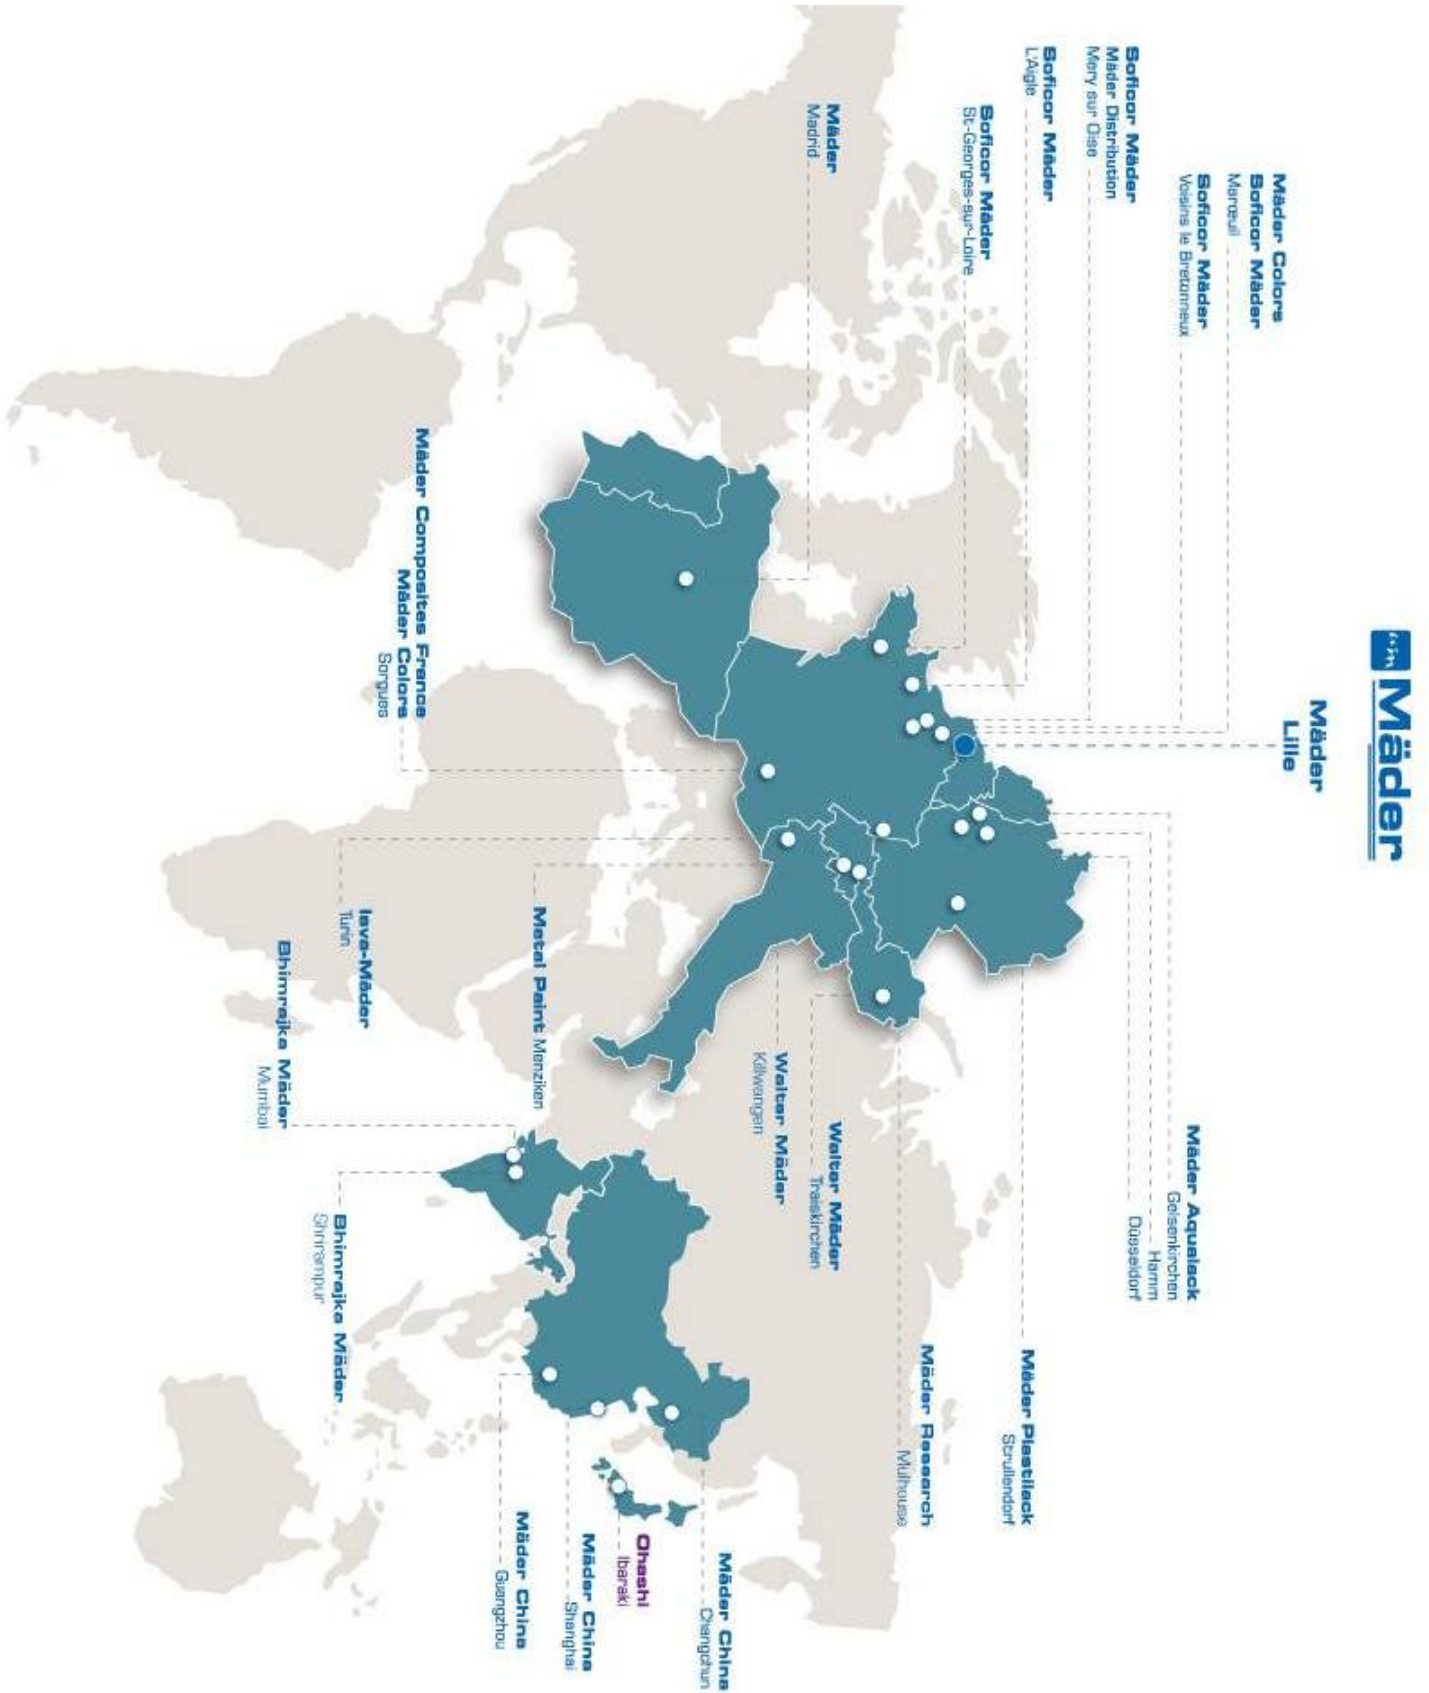 Mäder
Mäder
Lille
Mäder Colors
Soficor Mäder
Marœuil
Soficor Mäder
Voisins le Bretonneux
Soficor Mäder
Mäder Distribution
Mery sur Oise
Soficor Mäder
L'Aigle
Soficor Mäder
St-Georges-sur-Loire
Mäder
Madrid
Mäder Aqualack
Gelsenkirchen
Hamm
Düsseldorf
Mäder Plastilack
Strullendorf
Mäder Research
Mulhouse
Walter Mäder
Traiskirchen
Walter Mäder
Killwangen
Mäder China
Changchun
Ohashi
Ibaraki
Mäder China
Shanghai
Mäder China
Guangzhou
Metal Paint Menziken
Mäder Composites France
Mäder Colors
Sorgues
Lava-Mäder
Turin
Bhimrajka Mäder
Shrirampur
Bhimrajka Mäder
Mumbai